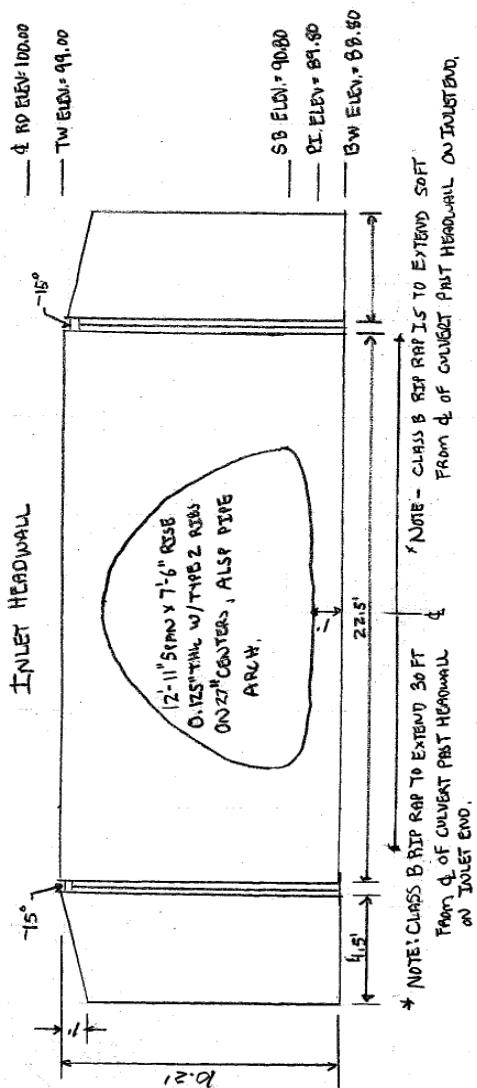 INLET HEADWALL
℄ RD ELEV: 100.00
TW ELEV. = 99.00
SB ELEV. = 90.80
P.I. ELEV = 89.80
BW ELEV. = 88.80
-15°
-15°
1'
10.2'
12'-11" SPAN X 7'-6" RISE
0.125" THK W/ TYPE 2 RIBS
ON 27" CENTERS, ALSP PIPE
ARCH.
1'
4.5'
22.5'
℄
* NOTE: CLASS B RIP RAP TO EXTEND 30FT
FROM ℄ OF CULVERT PAST HEADWALL
ON INLET END.
*NOTE - CLASS B RIP RAP IS TO EXTEND 50FT
FROM ℄ OF CULVERT PAST HEADWALL ON INLET END.